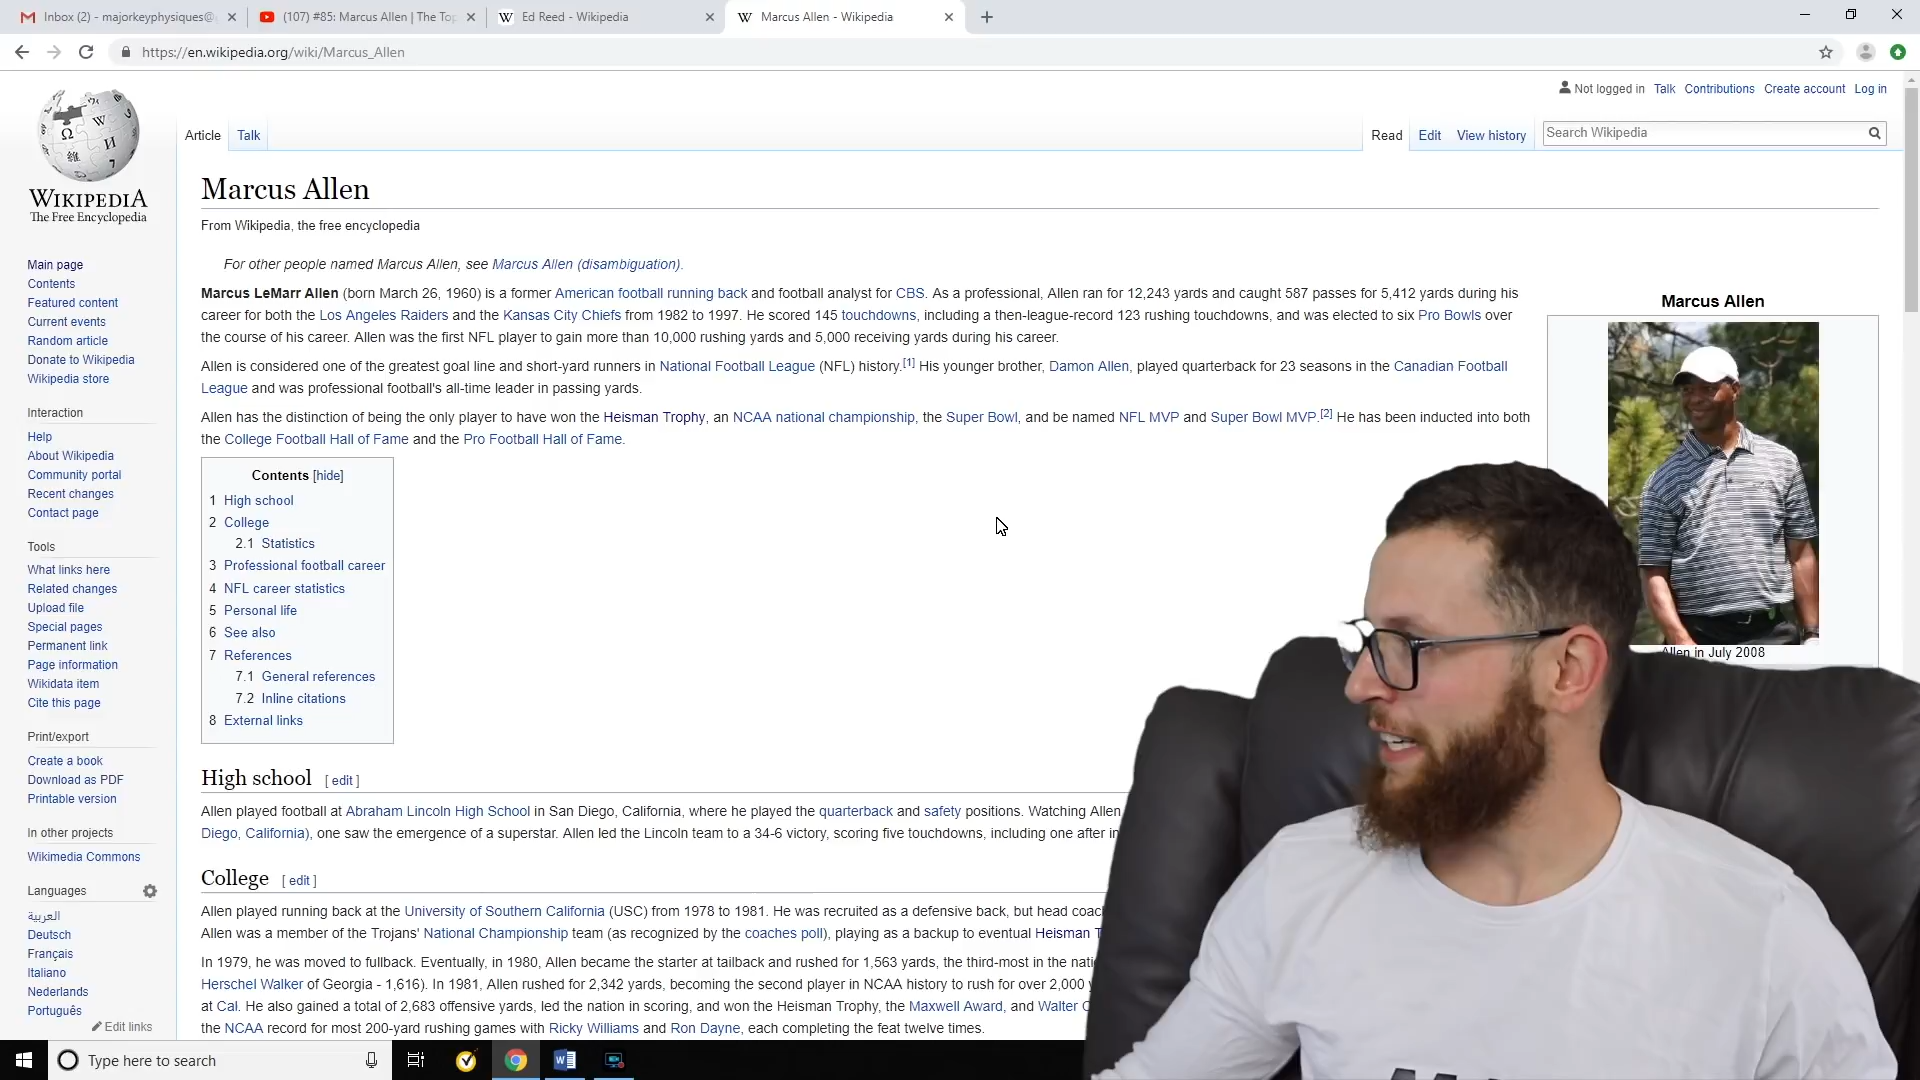 Inbox (2) - majorkeyphysiques@
(107) #85: Marcus Allen | The Top
Ed Reed - Wikipedia
Marcus Allen - Wikipedia
https://en.wikipedia.org/wiki/Marcus_Allen
Not logged in Talk Contributions Create account Log in
Article Talk
Read Edit View history
Search Wikipedia
WIKIPEDIA
The Free Encyclopedia
Main page
Contents
Featured content
Current events
Random article
Donate to Wikipedia
Wikipedia store
Interaction
Help
About Wikipedia
Community portal
Recent changes
Contact page
Tools
What links here
Related changes
Upload file
Special pages
Permanent link
Page information
Wikidata item
Cite this page
Print/export
Create a book
Download as PDF
Printable version
In other projects
Wikimedia Commons
Languages
العربية
Deutsch
Français
Italiano
Nederlands
Português
Edit links
Marcus Allen
From Wikipedia, the free encyclopedia
For other people named Marcus Allen, see Marcus Allen (disambiguation).
Marcus LeMarr Allen (born March 26, 1960) is a former American football running back and football analyst for CBS. As a professional, Allen ran for 12,243 yards and caught 587 passes for 5,412 yards during his
career for both the Los Angeles Raiders and the Kansas City Chiefs from 1982 to 1997. He scored 145 touchdowns, including a then-league-record 123 rushing touchdowns, and was elected to six Pro Bowls over
the course of his career. Allen was the first NFL player to gain more than 10,000 rushing yards and 5,000 receiving yards during his career.
Allen is considered one of the greatest goal line and short-yard runners in National Football League (NFL) history.[1] His younger brother, Damon Allen, played quarterback for 23 seasons in the Canadian Football
League and was professional football's all-time leader in passing yards.
Allen has the distinction of being the only player to have won the Heisman Trophy, an NCAA national championship, the Super Bowl, and be named NFL MVP and Super Bowl MVP.[2] He has been inducted into both
the College Football Hall of Fame and the Pro Football Hall of Fame.
Marcus Allen
Allen in July 2008
Contents [hide]
1 High school
2 College
2.1 Statistics
3 Professional football career
4 NFL career statistics
5 Personal life
6 See also
7 References
7.1 General references
7.2 Inline citations
8 External links
High school [ edit ]
Allen played football at Abraham Lincoln High School in San Diego, California, where he played the quarterback and safety positions. Watching Allen
Diego, California), one saw the emergence of a superstar. Allen led the Lincoln team to a 34-6 victory, scoring five touchdowns, including one after
College [ edit ]
Allen played running back at the University of Southern California (USC) from 1978 to 1981. He was recruited as a defensive back, but head
Allen was a member of the Trojans' National Championship team (as recognized by the coaches poll), playing as a backup to eventual Heisman
In 1979, he was moved to fullback. Eventually, in 1980, Allen became the starter at tailback and rushed for 1,563 yards, the third-most in the
Herschel Walker of Georgia - 1,616). In 1981, Allen rushed for 2,342 yards, becoming the second player in NCAA history to rush for over 2,000
at Cal. He also gained a total of 2,683 offensive yards, led the nation in scoring, and won the Heisman Trophy, the Maxwell Award, and Walter
the NCAA record for most 200-yard rushing games with Ricky Williams and Ron Dayne, each completing the feat twelve times.
Type here to search